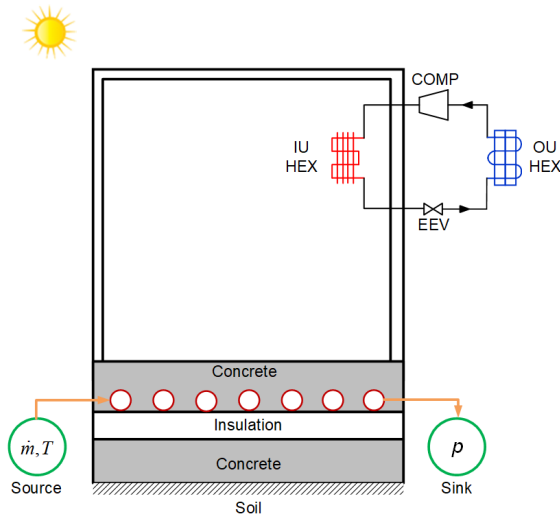 COMP
IU
HEX
OU
HEX
EEV
Concrete
Insulation
ṁ,T
p
Concrete
Source
Sink
Soil